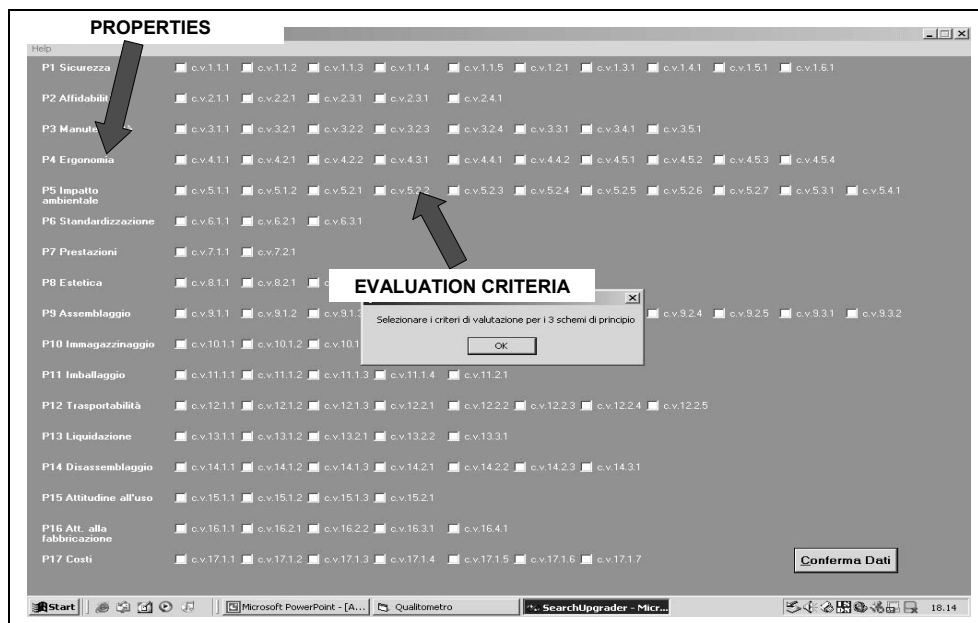 PROPERTIES
Help
P1 Sicurezza c.v.1.1.1 c.v.1.1.2 c.v.1.1.3 c.v.1.1.4 c.v.1.1.5 c.v.1.2.1 c.v.1.3.1 c.v.1.4.1 c.v.1.5.1 c.v.1.6.1
P2 c.v.2.1.1 c.v.2.2.1 c.v.2.3.1 c.v.2.3.1 c.v.2.4.1
P3 c.v.3.1.1 c.v.3.2.1 c.v.3.2.2 c.v.3.2.3 c.v.3.2.4 c.v.3.3.1 c.v.3.4.1 c.v.3.5.1
P4 Ergonomia c.v.4.1.1 c.v.4.2.1 c.v.4.2.2 c.v.4.3.1 c.v.4.4.1 c.v.4.4.2 c.v.4.5.1 c.v.4.5.2 c.v.4.5.3 c.v.4.5.4
P5 Impatto ambientale c.v.5.1.1 c.v.5.1.2 c.v.5.2.1 c.v.5.2.2 c.v.5.2.3 c.v.5.2.4 c.v.5.2.5 c.v.5.2.6 c.v.5.2.7 c.v.5.3.1 c.v.5.4.1
P6 Standardizzazione c.v.6.1.1 c.v.6.2.1 c.v.6.3.1
P7 Prestazioni c.v.7.1.1 c.v.7.2.1
P8 Estetica c.v.8.1.1 c.v.8.2.1
EVALUATION CRITERIA
P9 Assemblaggio c.v.9.1.1 c.v.9.1.2 c.v.9.1.3 c.v.9.2.4 c.v.9.2.5 c.v.9.3.1 c.v.9.3.2
Selezionare i criteri di valutazione per i 3 schemi di principio
OK
P10 Immagazzinaggio c.v.10.1.1 c.v.10.1.2
P11 Imballaggio c.v.11.1.1 c.v.11.1.2 c.v.11.1.3 c.v.11.1.4 c.v.11.2.1
P12 Trasportabilità c.v.12.1.1 c.v.12.1.2 c.v.12.1.3 c.v.12.2.1 c.v.12.2.2 c.v.12.2.3 c.v.12.2.4 c.v.12.2.5
P13 Liquidazione c.v.13.1.1 c.v.13.1.2 c.v.13.2.1 c.v.13.2.2 c.v.13.3.1
P14 Disassemblaggio c.v.14.1.1 c.v.14.1.2 c.v.14.1.3 c.v.14.2.1 c.v.14.2.2 c.v.14.2.3 c.v.14.3.1
P15 Attitudine all'uso c.v.15.1.1 c.v.15.1.2 c.v.15.1.3 c.v.15.2.1
P16 Att. alla fabbricazione c.v.16.1.1 c.v.16.2.1 c.v.16.2.2 c.v.16.3.1 c.v.16.4.1
P17 Costi c.v.17.1.1 c.v.17.1.2 c.v.17.1.3 c.v.17.1.4 c.v.17.1.5 c.v.17.1.6 c.v.17.1.7
Conferma Dati
Start Microsoft PowerPoint - [A... Qualitometro SearchUpgrader - Micr... 18.14